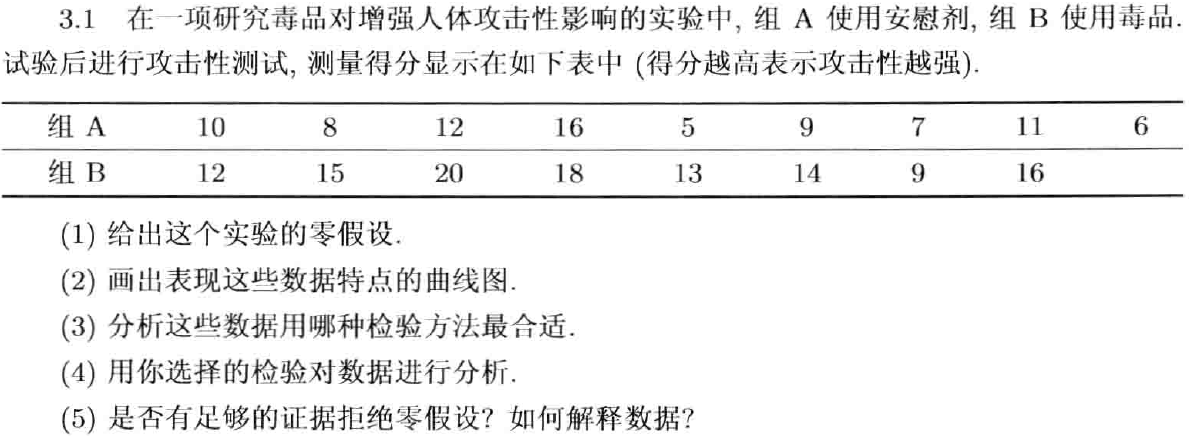 3.1 在一项研究毒品对增强人体攻击性影响的实验中, 组 A 使用安慰剂, 组 B 使用毒品.
试验后进行攻击性测试, 测量得分显示在如下表中 (得分越高表示攻击性越强).
组 A 10 8 12 16 5 9 7 11 6
组 B 12 15 20 18 13 14 9 16
(1) 给出这个实验的零假设.
(2) 画出表现这些数据特点的曲线图.
(3) 分析这些数据用哪种检验方法最合适.
(4) 用你选择的检验对数据进行分析.
(5) 是否有足够的证据拒绝零假设? 如何解释数据?